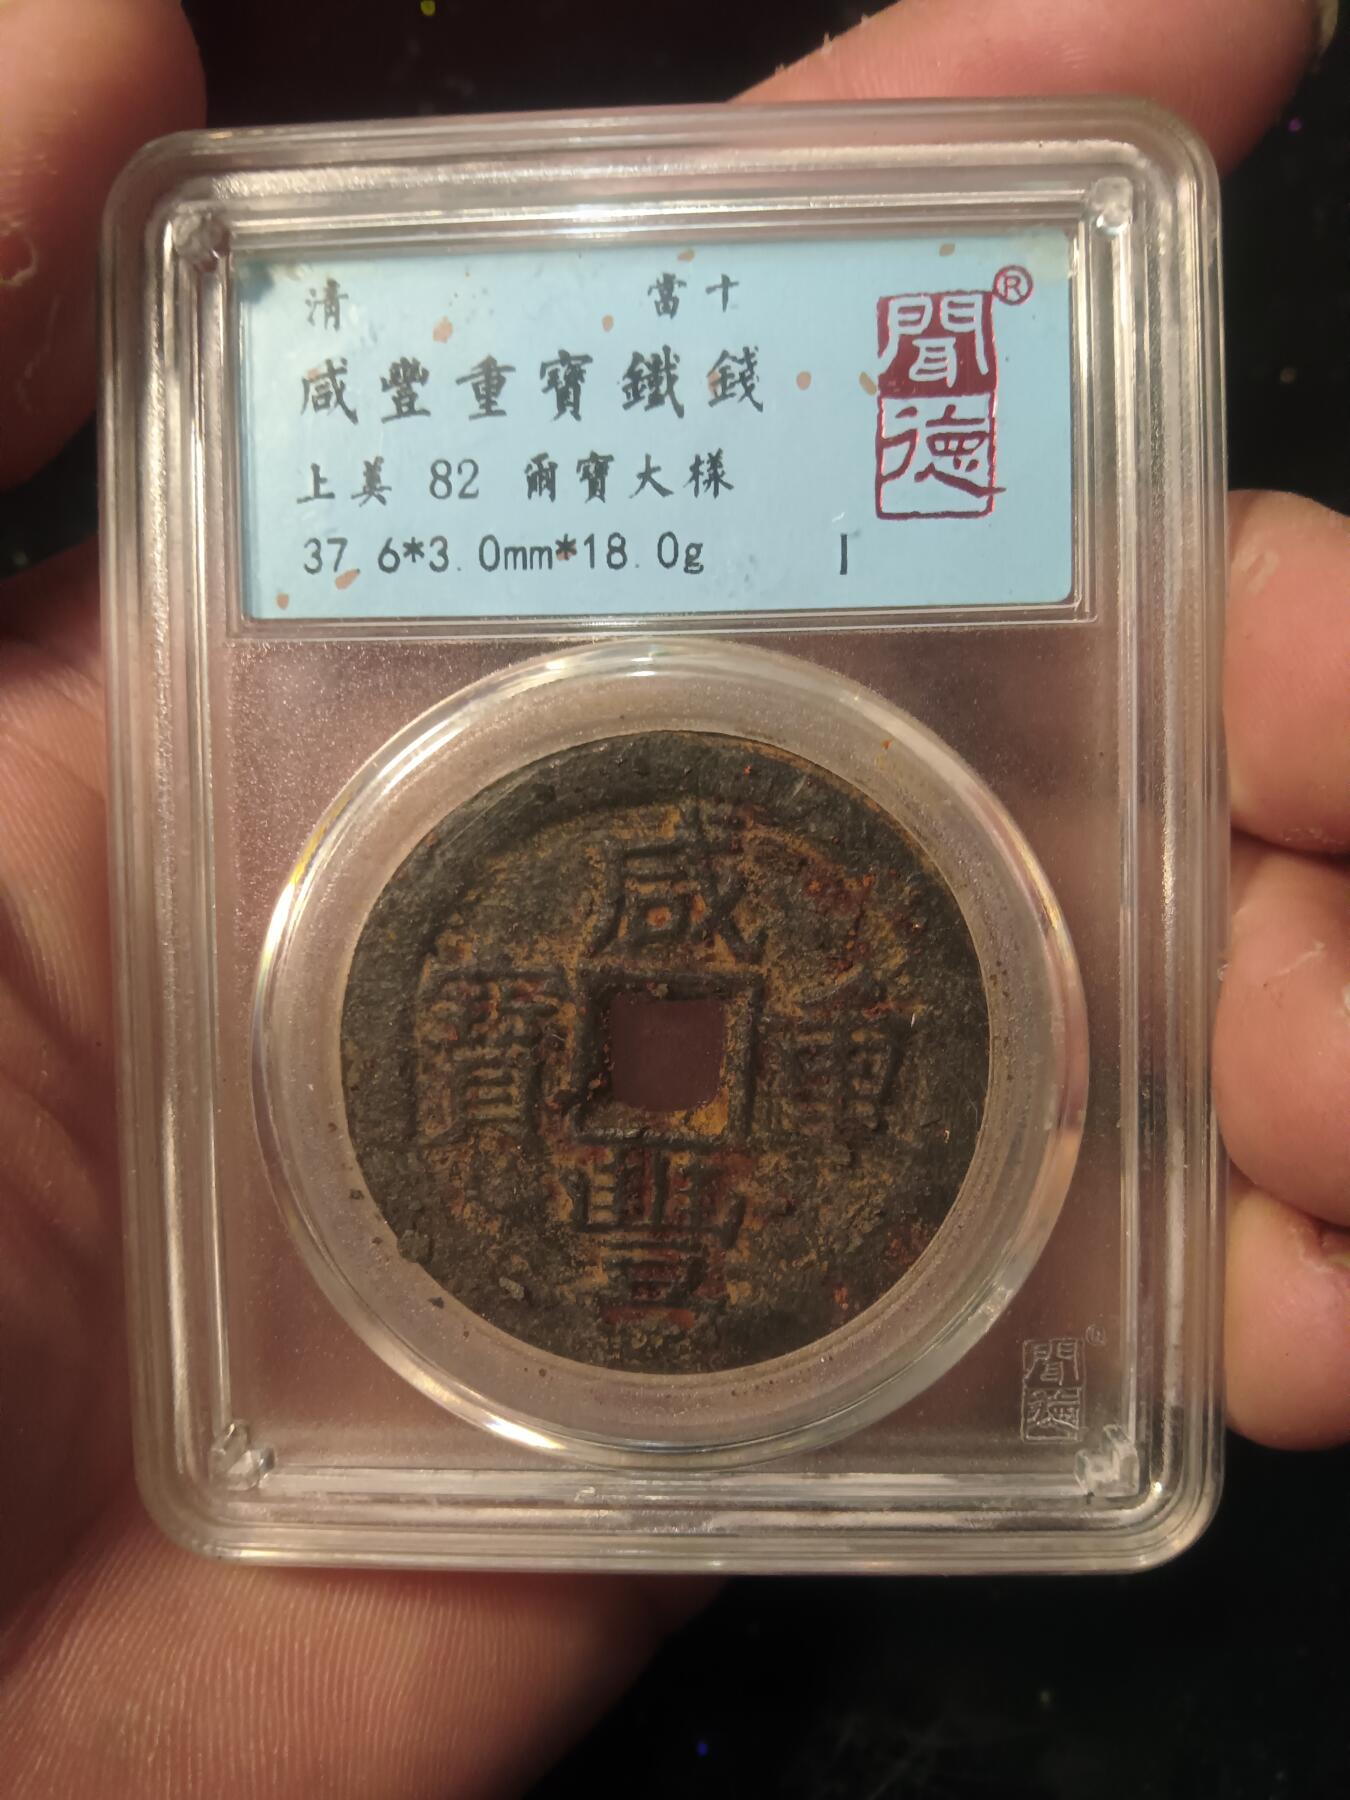 清 當十
咸豐重寶鐵錢
上美 82 爾寶大樣
37.6*3.0mm*18.0g
聞德®
咸豐重寶
聞德